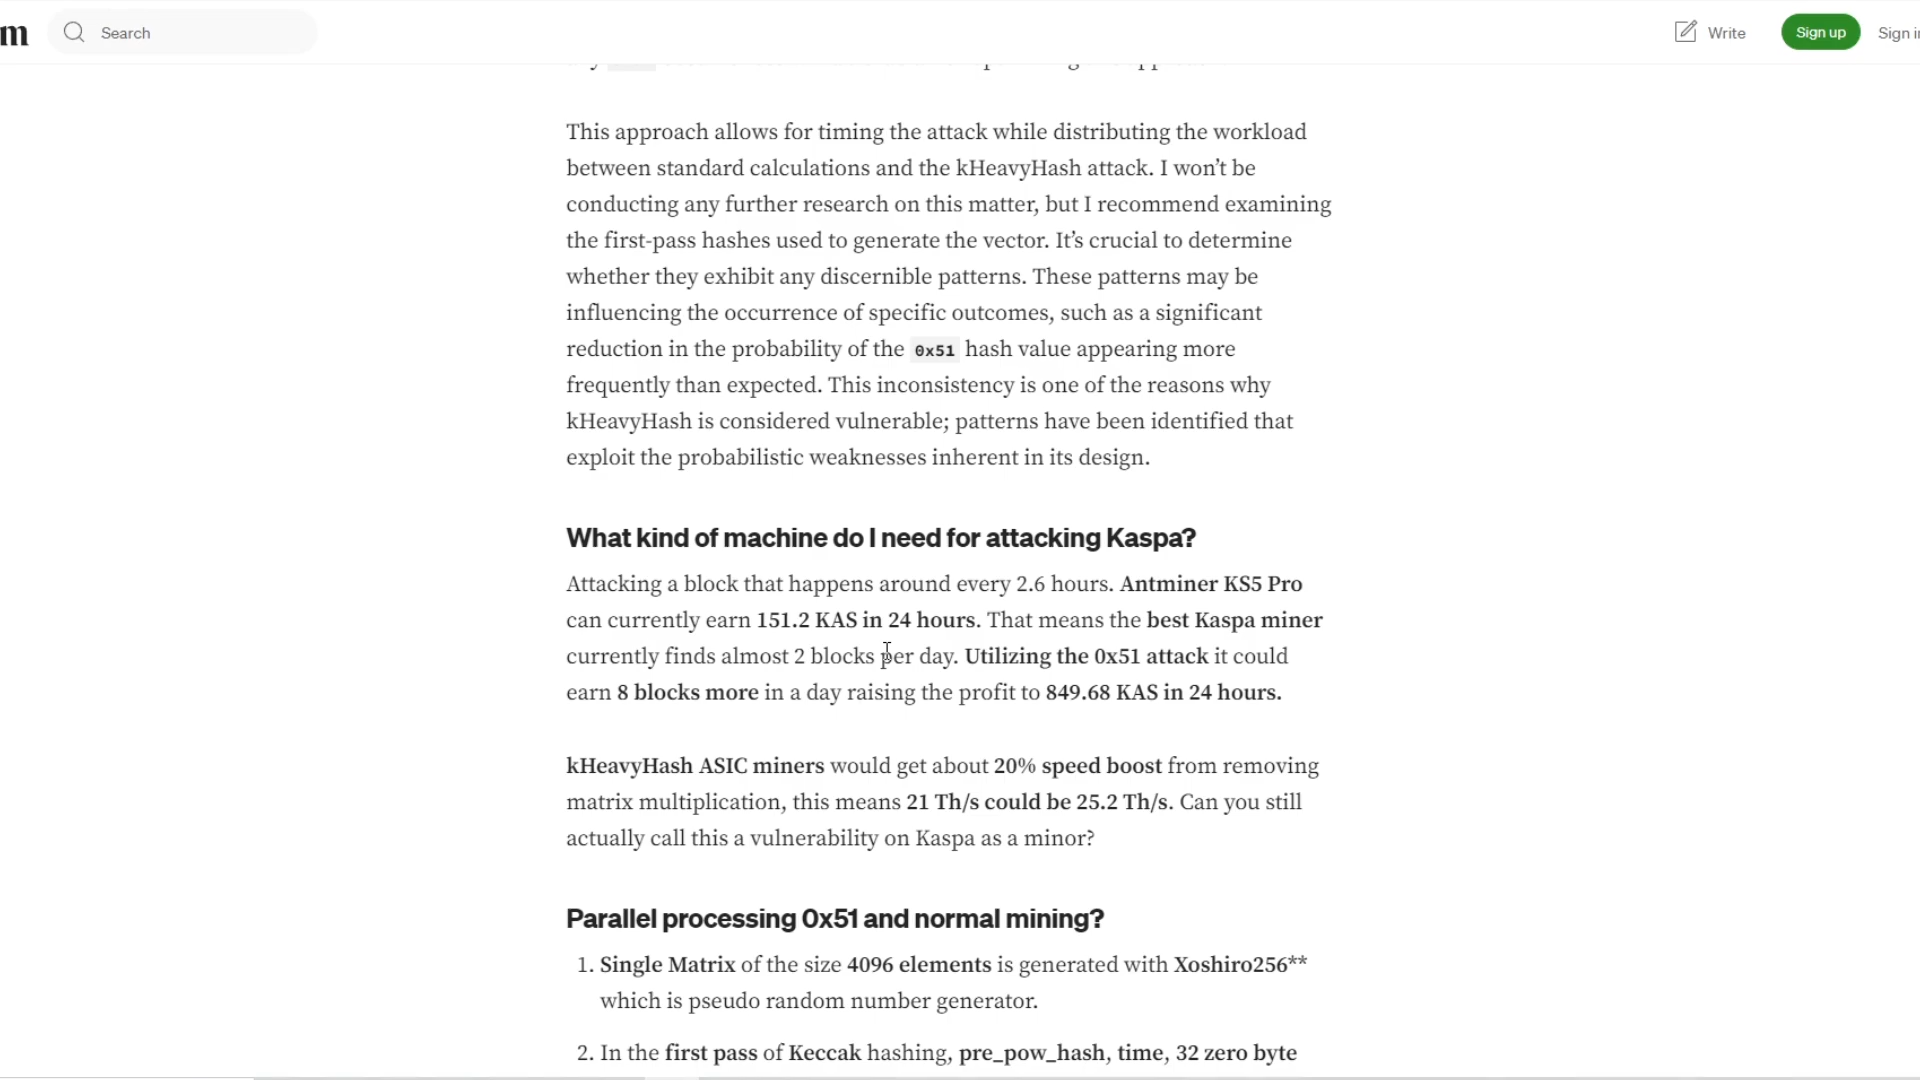 m
Search
Write
Sign up
Sign i
This approach allows for timing the attack while distributing the workload
between standard calculations and the kHeavyHash attack. I won’t be
conducting any further research on this matter, but I recommend examining
the first-pass hashes used to generate the vector. It’s crucial to determine
whether they exhibit any discernible patterns. These patterns may be
influencing the occurrence of specific outcomes, such as a significant
reduction in the probability of the 0x51 hash value appearing more
frequently than expected. This inconsistency is one of the reasons why
kHeavyHash is considered vulnerable; patterns have been identified that
exploit the probabilistic weaknesses inherent in its design.
What kind of machine do I need for attacking Kaspa?
Attacking a block that happens around every 2.6 hours. Antminer KS5 Pro
can currently earn 151.2 KAS in 24 hours. That means the best Kaspa miner
currently finds almost 2 blocks per day. Utilizing the 0x51 attack it could
earn 8 blocks more in a day raising the profit to 849.68 KAS in 24 hours.
kHeavyHash ASIC miners would get about 20% speed boost from removing
matrix multiplication, this means 21 Th/s could be 25.2 Th/s. Can you still
actually call this a vulnerability on Kaspa as a minor?
Parallel processing 0x51 and normal mining?
1. Single Matrix of the size 4096 elements is generated with Xoshiro256**
which is pseudo random number generator.
2. In the first pass of Keccak hashing, pre_pow_hash, time, 32 zero byte